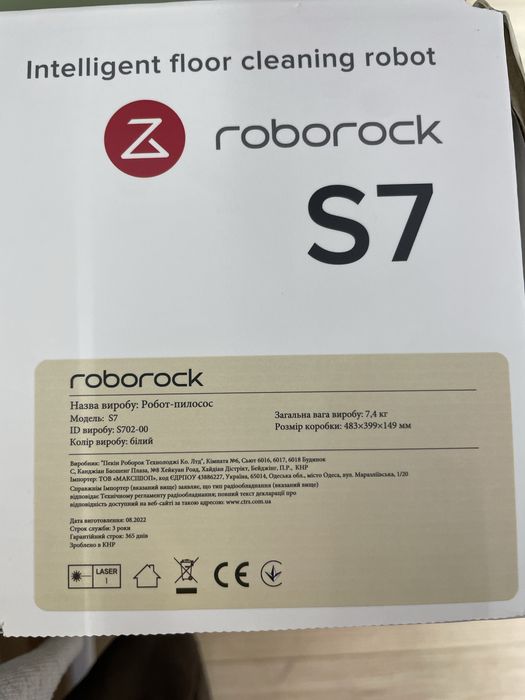 Intelligent floor cleaning robot
roborock
S7
roborock
Назва виробу: Робот-пилосос
Модель: S7
ID виробу: S702-00
Колір виробу: білий
Загальна вага виробу: 7,4 кг
Розмір коробки: 483×399×149 мм
Виробник: "Пекін Роборок Технолоджі Ко. Лтд", Кімната №6, Сьют 6016, 6017, 6018 Будинок
С, Канджіан Баошенг Плаза, №8 Хейкуан Роад, Хайдіан Дістрікт, Бейджінг, П.Р., КНР
Імпортер: ТОВ «МАКСІШОП», код ЄДРПОУ 43886227, Україна, 65014, Одеська обл., місто Одеса, вул. Маразліївська, 1/20
Справжнім Імпортер (вказаний вище) заявляє, що тип радіообладнання (вказаний вище)
відповідає Технічному регламенту радіообладнання; повний текст декларації про
відповідність доступний на веб-сайті за такою адресою: www.ctrs.com.ua
Дата виготовлення: 08.2022
Строк служби: 3 роки
Гарантійний строк: 365 днів
Зроблено в КНР
LASER
1
CE